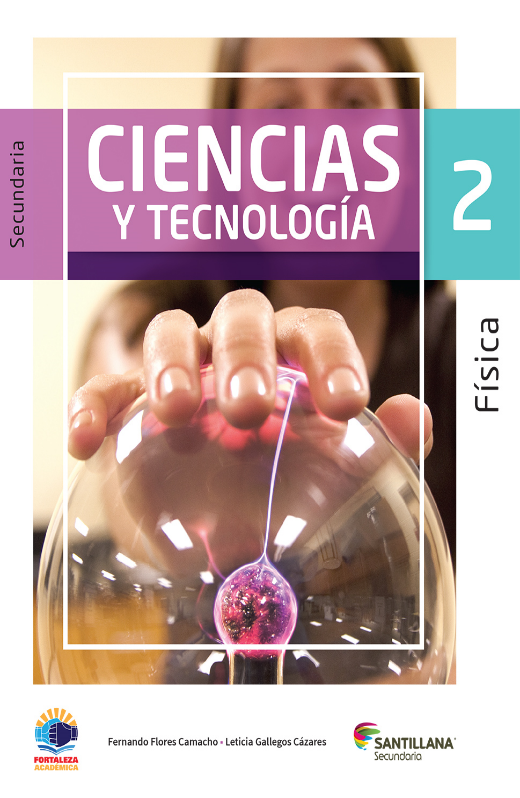 Secundaria
CIENCIAS
Y TECNOLOGÍA
2
Física
FORTALEZA
ACADÉMICA
Fernando Flores Camacho • Leticia Gallegos Cázares
SANTILLANA
Secundaria